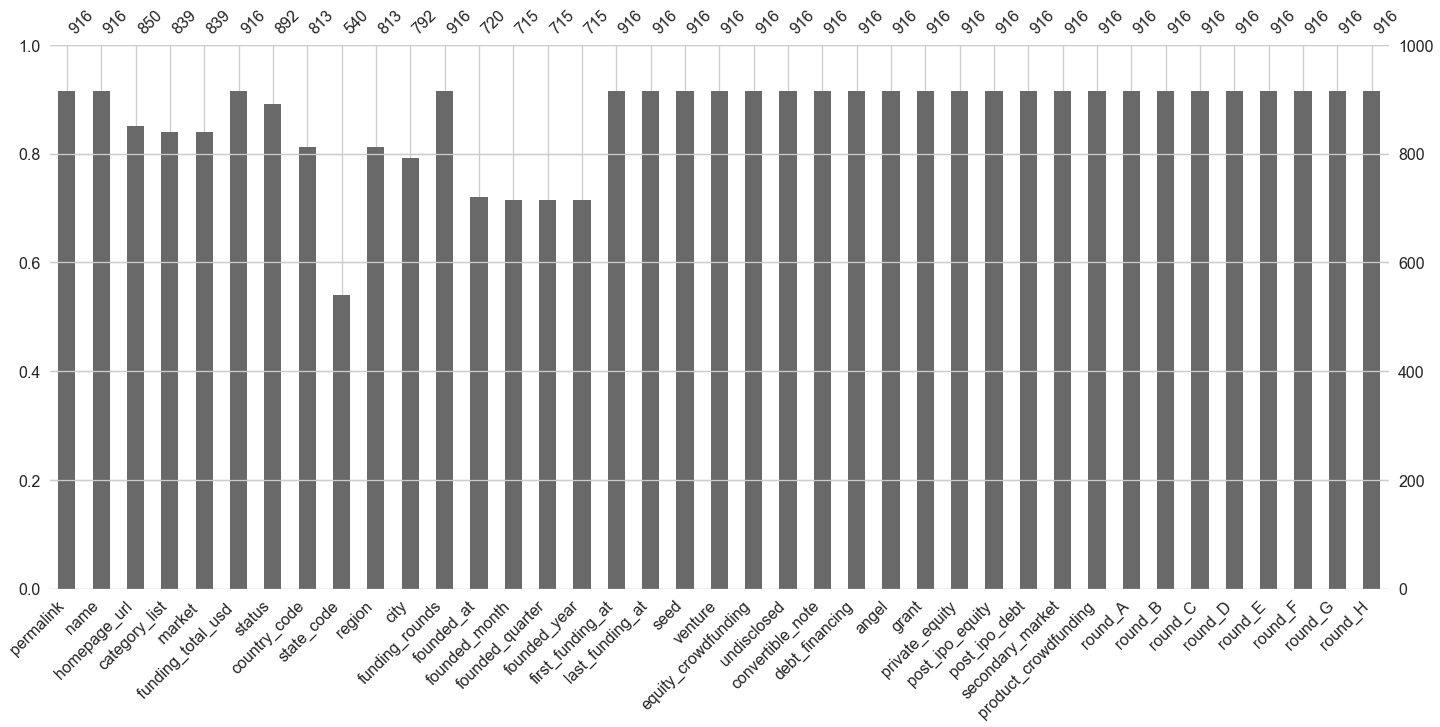 916 916 850 839 839 916 892 813 540 813 792 916 720 715 715 715 916 916 916 916 916 916 916 916 916 916 916 916 916 916 916 916 916 916 916 916 916 916 916
1.0 1000
0.8 800
0.6 600
0.4 400
0.2 200
0.0 0
permalink
name
homepage_url
category_list
market
funding_total_usd
status
country_code
state_code
region
city
funding_rounds
founded_at
founded_month
founded_quarter
founded_year
first_funding_at
last_funding_at
seed
venture
equity_crowdfunding
undisclosed
convertible_note
debt_financing
angel
grant
private_equity
post_ipo_equity
post_ipo_debt
secondary_market
product_crowdfunding
round_A
round_B
round_C
round_D
round_E
round_F
round_G
round_H